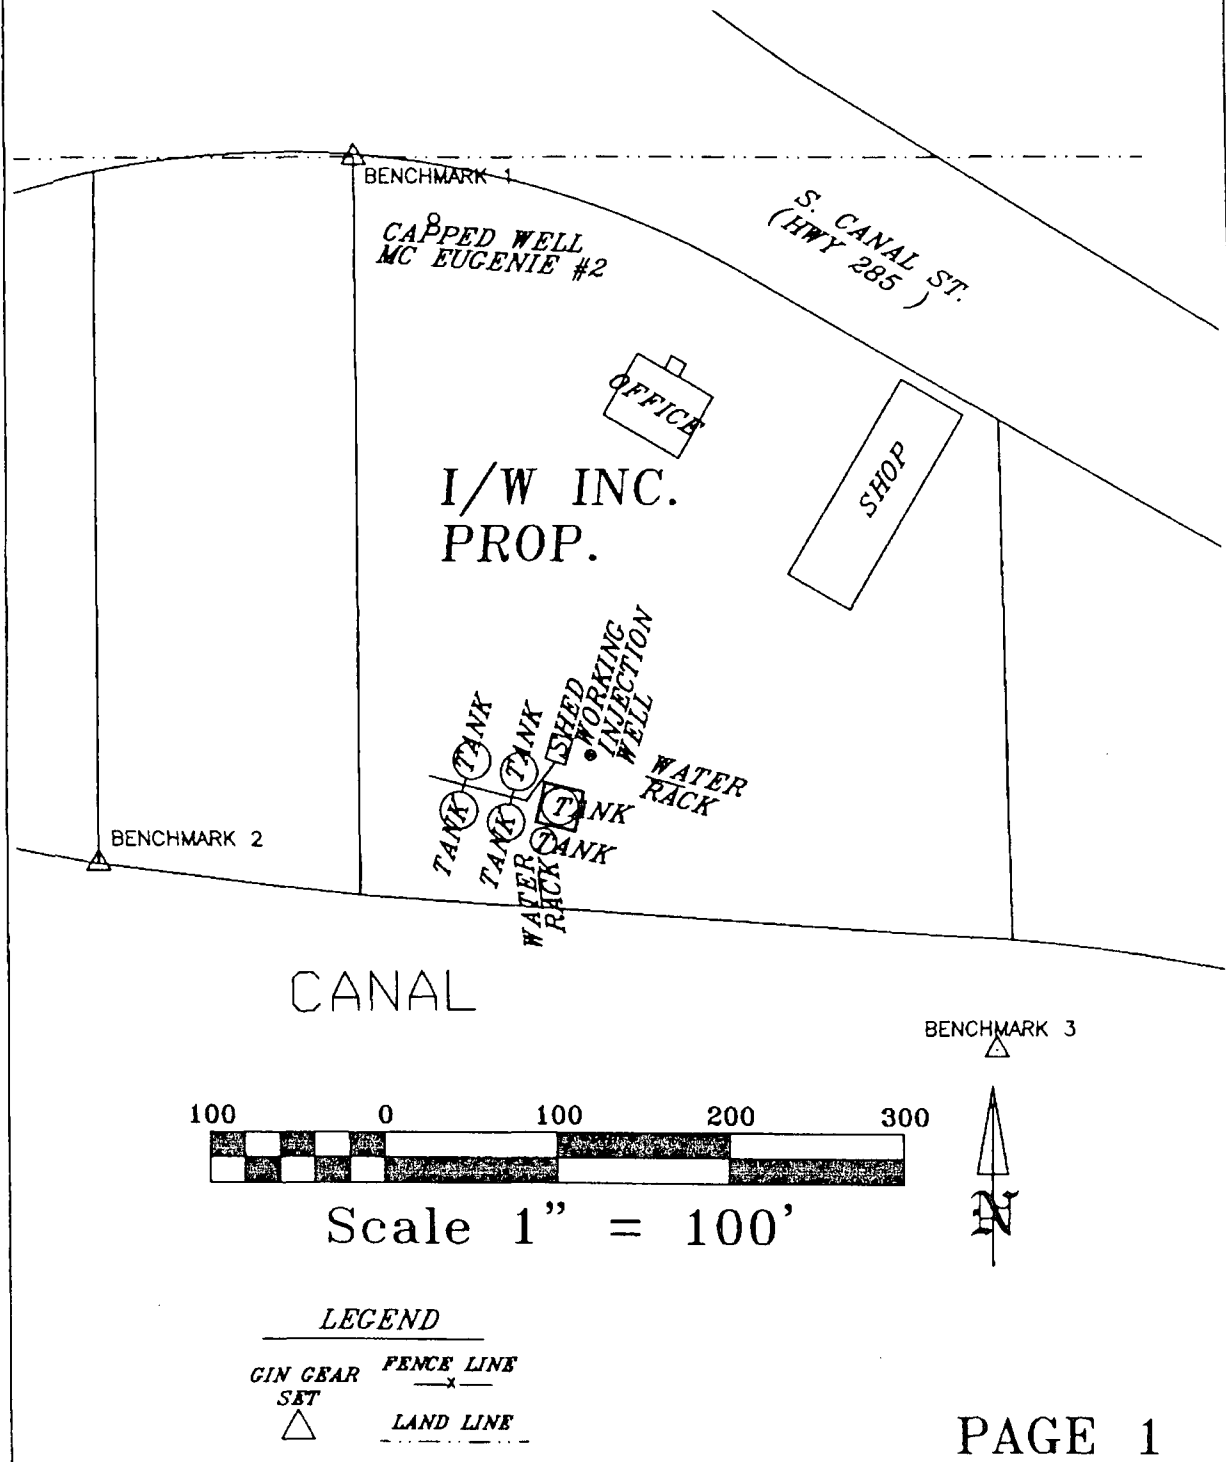 BENCHMARK 1
S. CANAL ST.
(HWY 285 )
CAPPED WELL
MC EUGENIE #2
OFFICE
SHOP
I/W INC.
PROP.
WORKING
INJECTION
WELL
SHED
TANK
TANK
WATER
RACK
TANK
TANK
TANK
TANK
WATER
RACK
BENCHMARK 2
CANAL
BENCHMARK 3
100 0 100 200 300
Scale 1" = 100'
N
LEGEND
GIN GEAR
SET
FENCE LINE
x
LAND LINE
PAGE 1